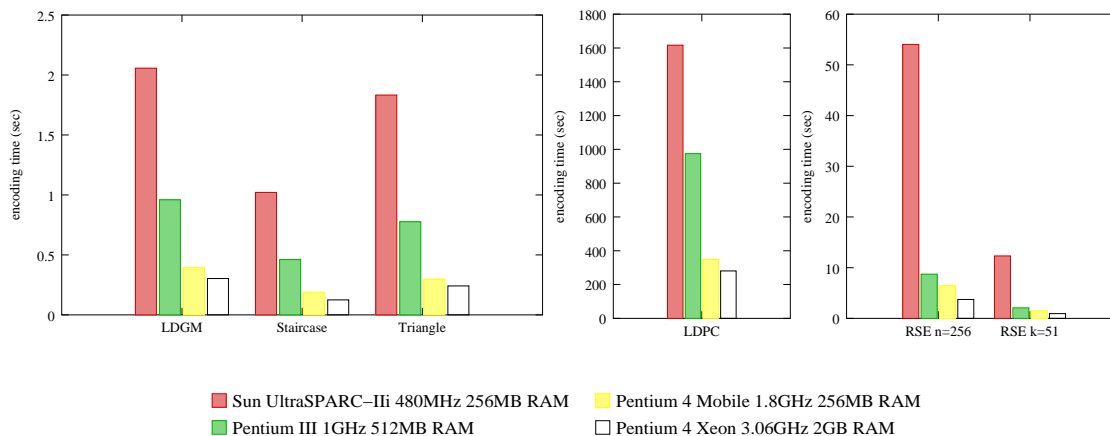 encoding time (sec)
2.5
2
1.5
1
0.5
0
LDGM
Staircase
Triangle
encoding time (sec)
1800
1600
1400
1200
1000
800
600
400
200
0
LDPC
encoding time (sec)
60
50
40
30
20
10
0
RSE n=256
RSE k=51
Sun UltraSPARC−IIi 480MHz 256MB RAM
Pentium III 1GHz 512MB RAM
Pentium 4 Mobile 1.8GHz 256MB RAM
Pentium 4 Xeon 3.06GHz 2GB RAM